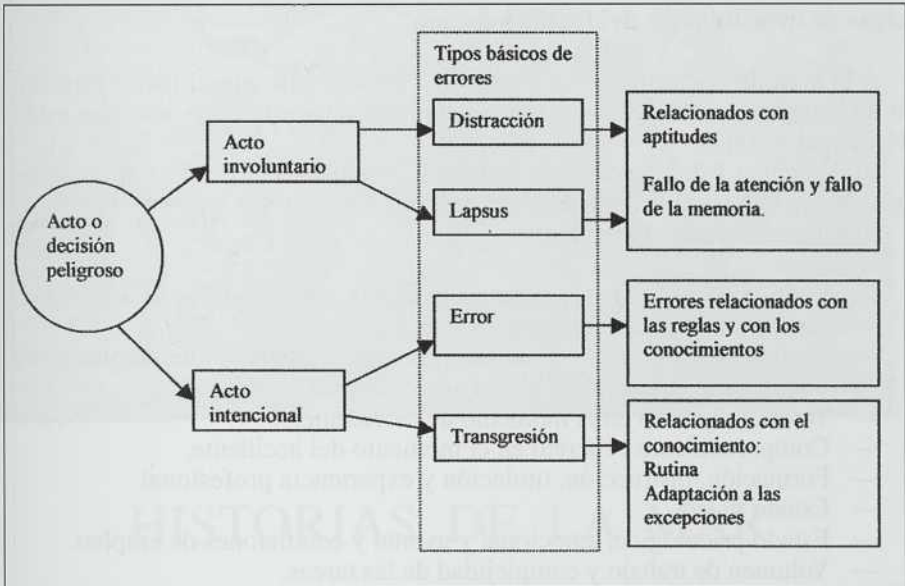 Tipos básicos de
errores
Distracción
Relacionados con
aptitudes
Fallo de la atención y fallo
de la memoria.
Acto
involuntario
Lapsus
Acto o
decisión
peligroso
Error
Errores relacionados con
las reglas y con los
conocimientos
Acto
intencional
Transgresión
Relacionados con el
conocimiento:
Rutina
Adaptación a las
excepciones